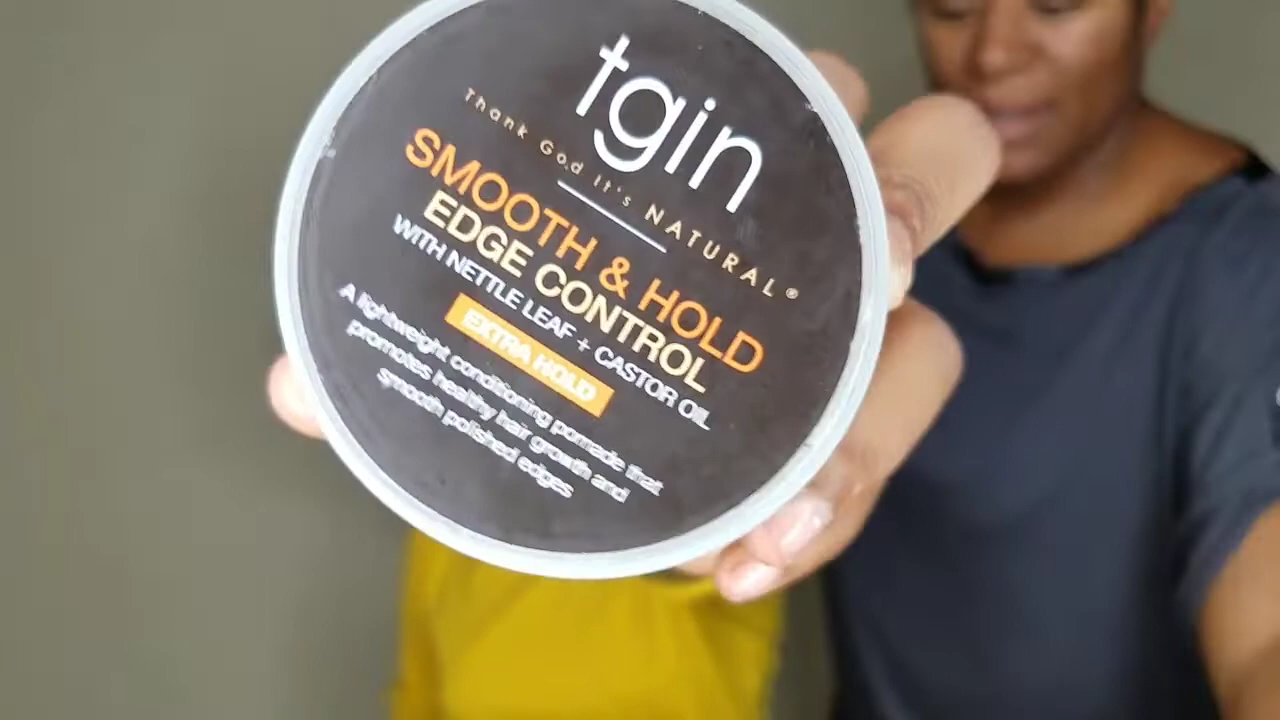 tgin
Thank God It's NATURAL®
SMOOTH & HOLD
EDGE CONTROL
WITH NETTLE LEAF + CASTOR OIL
EXTRA HOLD
A lightweight conditioning pomade that
promotes healthy hair growth and
smooth polished edges